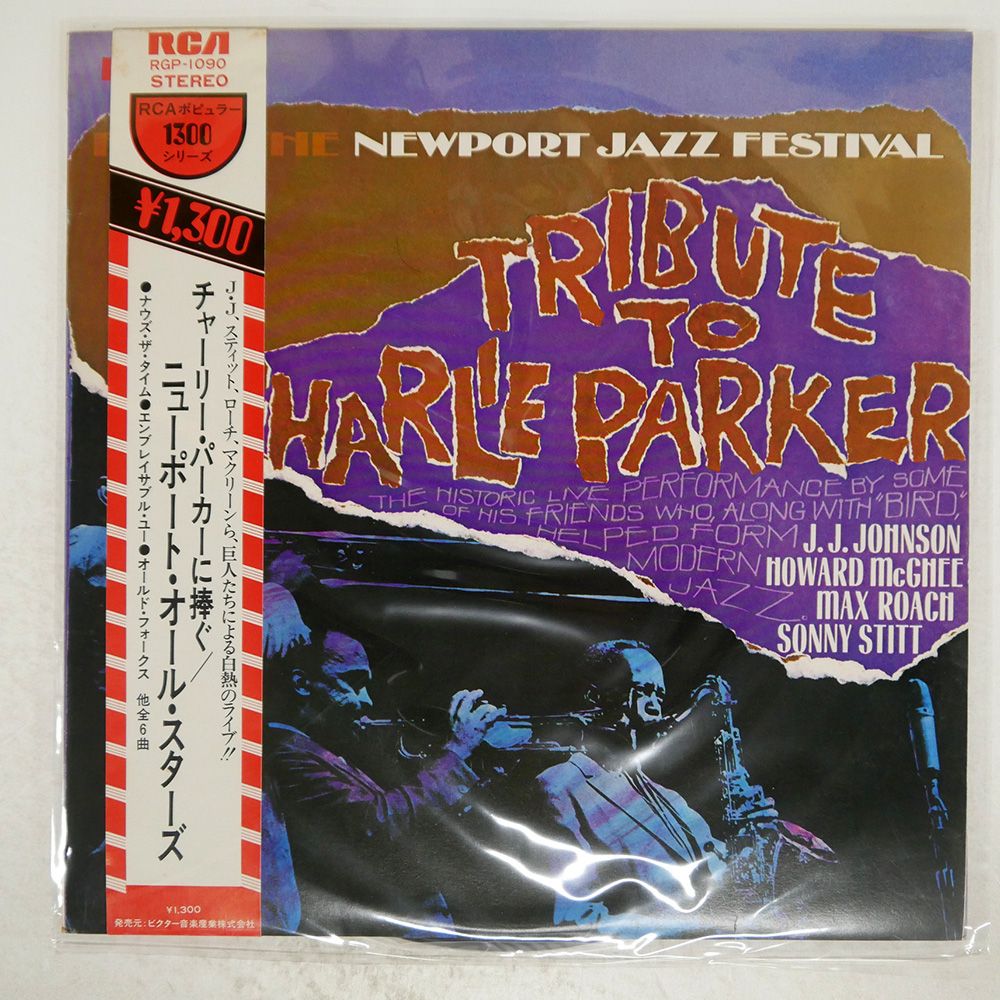 RCA
RGP-1090
STEREO
RCAポピュラー
1300
シリーズ
¥1,300
J・J、スティット、ローチ、マクリーンら、巨人たちによる白熱のライブ!!
チャーリー・パーカーに捧ぐ/
ニューポート・オール・スターズ
●ナウズ・ザ・タイム●エンブレイサブル・ユー●オールド・フォークス 他全6曲
¥1,300
発売元:ビクター音楽産業株式会社
THE NEWPORT JAZZ FESTIVAL
TRIBUTE
TO
HARLIE PARKER
THE HISTORIC LIVE PERFORMANCE BY SOME
OF HIS FRIENDS WHO, ALONG WITH "BIRD,"
HELPED FORM
MODERN
JAZZ.
J.J. JOHNSON
HOWARD McGHEE
MAX ROACH
SONNY STITT